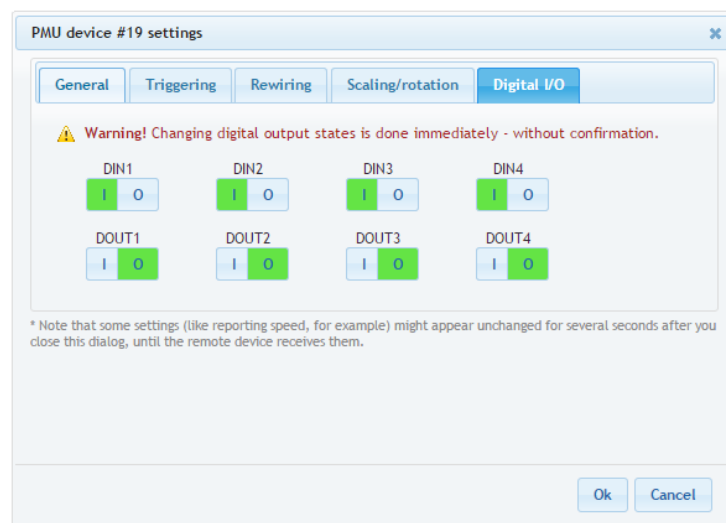 PMU device #19 settings
General Triggering Rewiring Scaling/rotation Digital I/O
Warning! Changing digital output states is done immediately - without confirmation.
DIN1 DIN2 DIN3 DIN4
I O I O I O I O
DOUT1 DOUT2 DOUT3 DOUT4
I O I O I O I O
* Note that some settings (like reporting speed, for example) might appear unchanged for several seconds after you
close this dialog, until the remote device receives them.
Ok Cancel